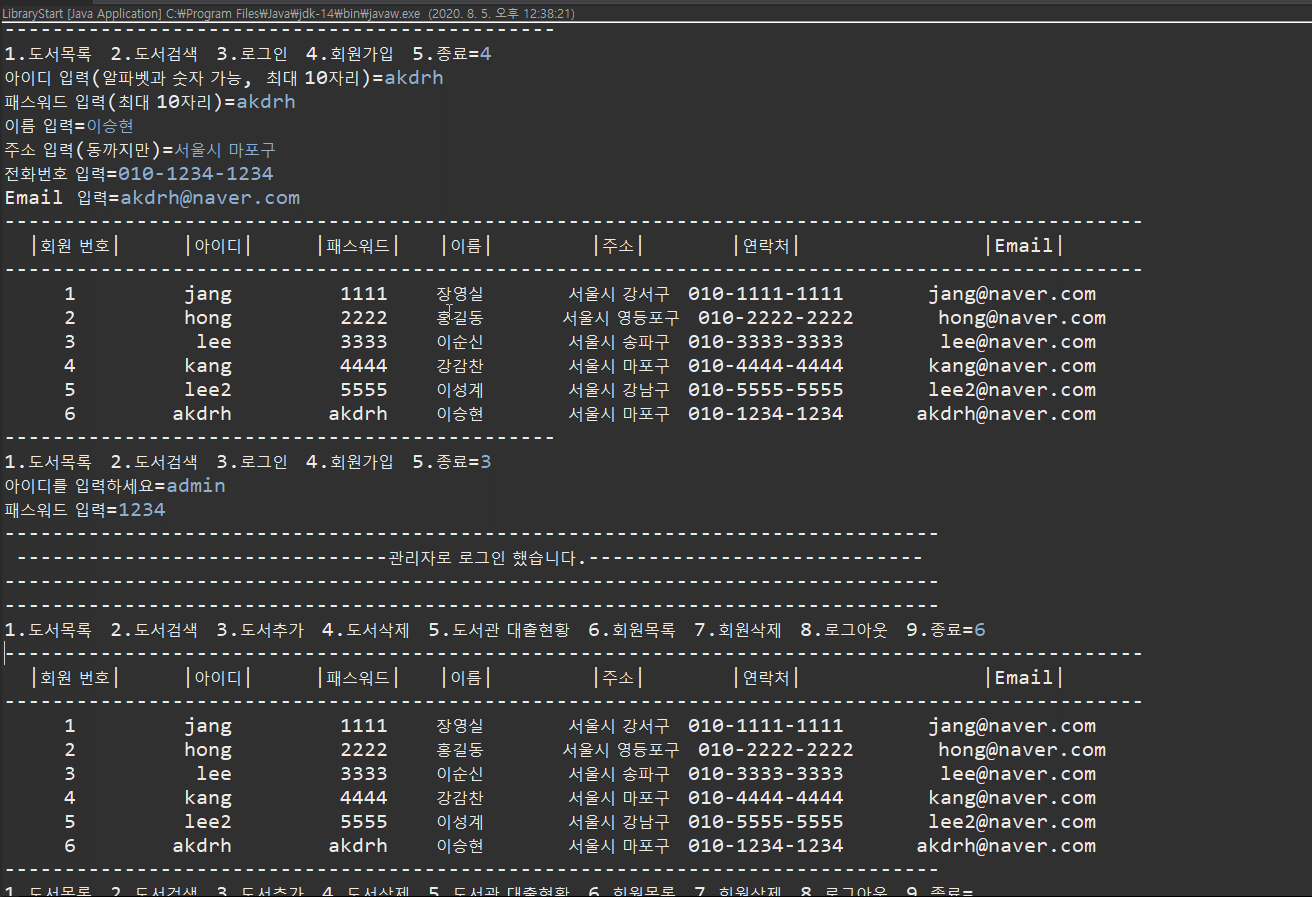 LibraryStart [Java Application] C:₩Program Files₩Java₩jdk-14₩bin₩javaw.exe (2020. 8. 5. 오후 12:38:21)
----------------------------------------------
1.도서목록 2.도서검색 3.로그인 4.회원가입 5.종료=4
아이디 입력(알파벳과 숫자 가능, 최대 10자리)=akdrh
패스워드 입력(최대 10자리)=akdrh
이름 입력=이승현
주소 입력(동까지만)=서울시 마포구
전화번호 입력=010-1234-1234
Email 입력=akdrh@naver.com
-----------------------------------------------------------------------------------------------
|회원 번호| |아이디| |패스워드| |이름| |주소| |연락처| |Email|
-----------------------------------------------------------------------------------------------
1 jang 1111 장영실 서울시 강서구 010-1111-1111 jang@naver.com
2 hong 2222 홍길동 서울시 영등포구 010-2222-2222 hong@naver.com
3 lee 3333 이순신 서울시 송파구 010-3333-3333 lee@naver.com
4 kang 4444 강감찬 서울시 마포구 010-4444-4444 kang@naver.com
5 lee2 5555 이성계 서울시 강남구 010-5555-5555 lee2@naver.com
6 akdrh akdrh 이승현 서울시 마포구 010-1234-1234 akdrh@naver.com
----------------------------------------------
1.도서목록 2.도서검색 3.로그인 4.회원가입 5.종료=3
아이디를 입력하세요=admin
패스워드 입력=1234
------------------------------------------------------------------------------
-------------------------------관리자로 로그인 했습니다.----------------------------
------------------------------------------------------------------------------
------------------------------------------------------------------------------
1.도서목록 2.도서검색 3.도서추가 4.도서삭제 5.도서관 대출현황 6.회원목록 7.회원삭제 8.로그아웃 9.종료=6
-----------------------------------------------------------------------------------------------
|회원 번호| |아이디| |패스워드| |이름| |주소| |연락처| |Email|
-----------------------------------------------------------------------------------------------
1 jang 1111 장영실 서울시 강서구 010-1111-1111 jang@naver.com
2 hong 2222 홍길동 서울시 영등포구 010-2222-2222 hong@naver.com
3 lee 3333 이순신 서울시 송파구 010-3333-3333 lee@naver.com
4 kang 4444 강감찬 서울시 마포구 010-4444-4444 kang@naver.com
5 lee2 5555 이성계 서울시 강남구 010-5555-5555 lee2@naver.com
6 akdrh akdrh 이승현 서울시 마포구 010-1234-1234 akdrh@naver.com
------------------------------------------------------------------------------
1.도서목록 2.도서검색 3.도서추가 4.도서삭제 5.도서관 대출현황 6.회원목록 7.회원삭제 8.로그아웃 9.종료=